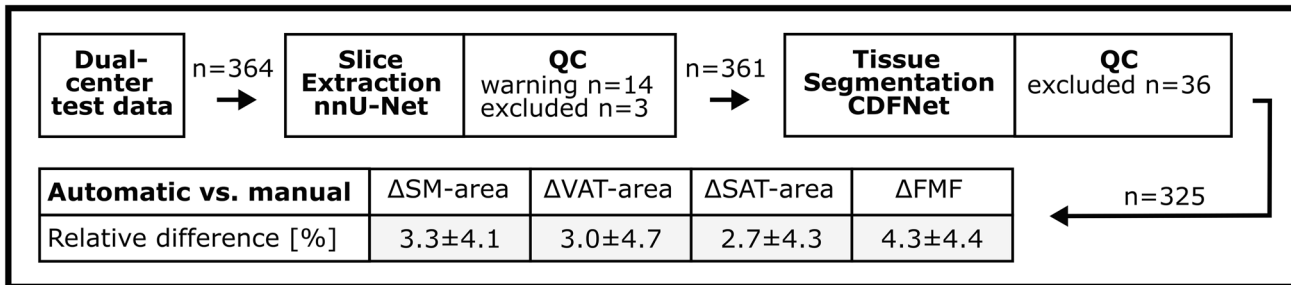 Dual-
center
test data
n=364
Slice
Extraction
nnU-Net
QC
warning n=14
excluded n=3
n=361
Tissue
Segmentation
CDFNet
QC
excluded n=36
n=325
Automatic vs. manual ΔSM-area ΔVAT-area ΔSAT-area ΔFMF
Relative difference [%] 3.3±4.1 3.0±4.7 2.7±4.3 4.3±4.4